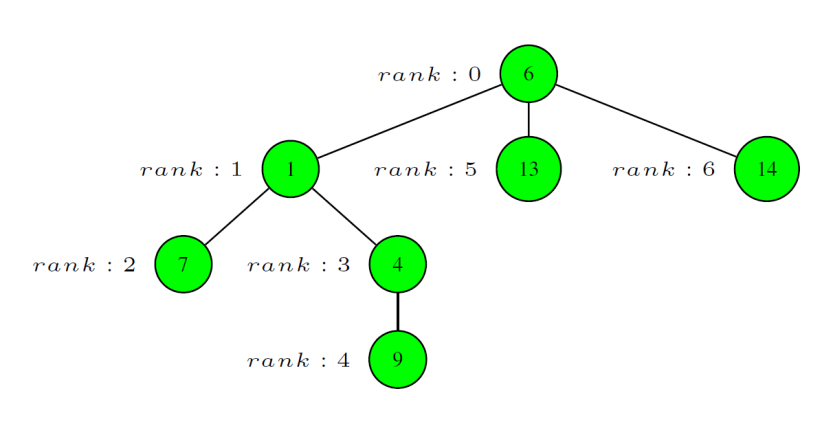 rank : 0 6
rank : 1 1 rank : 5 13 rank : 6 14
rank : 2 7 rank : 3 4
rank : 4 9